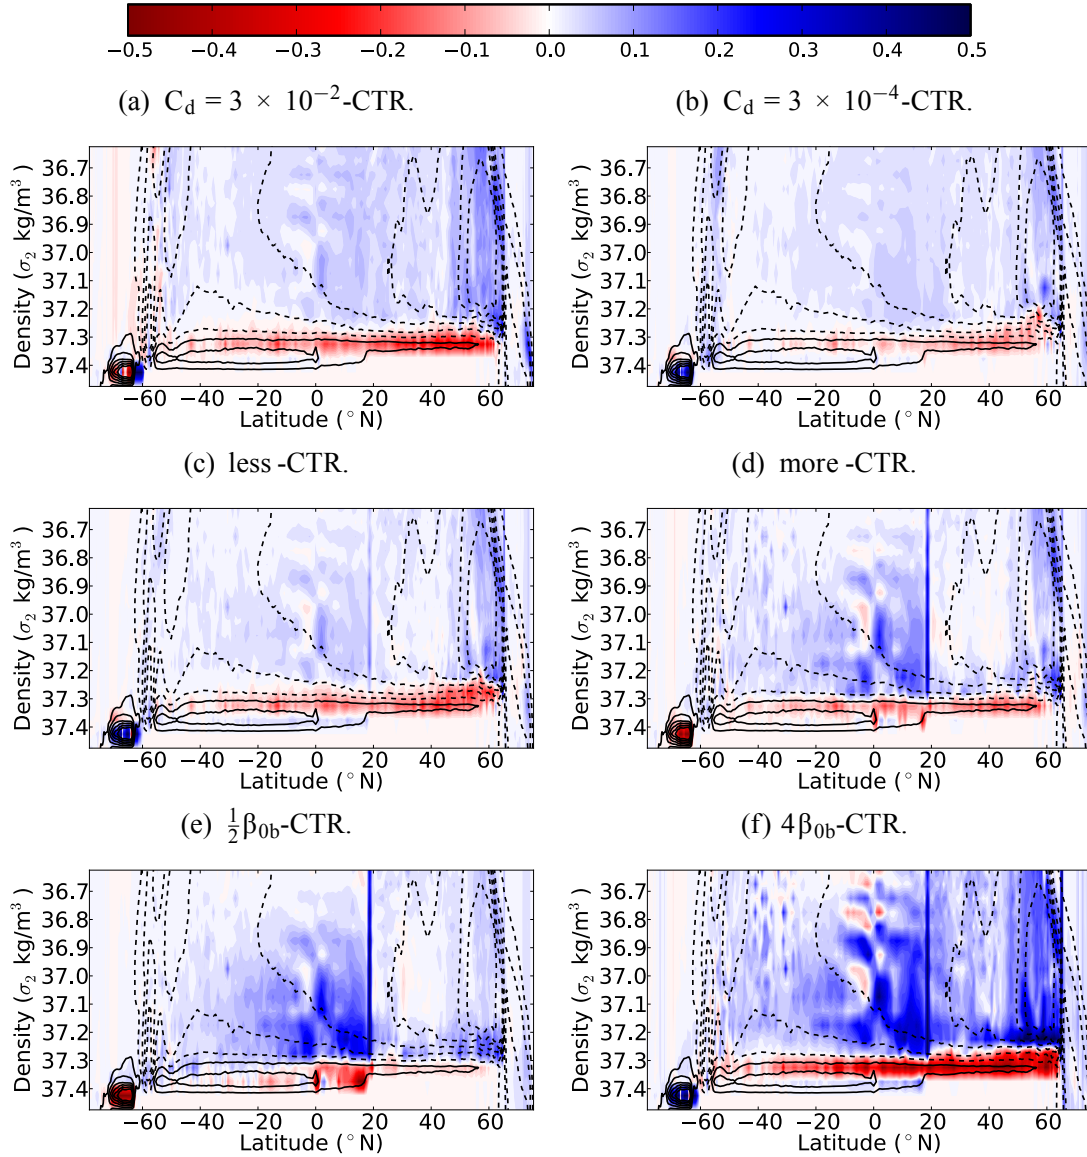 −0.5 −0.4 −0.3 −0.2 −0.1 0.0 0.1 0.2 0.3 0.4 0.5
(a) C_d = 3 × 10^−2-CTR. (b) C_d = 3 × 10^−4-CTR.
Density (σ_2 kg/m^3) Density (σ_2 kg/m^3)
36.7 36.7
36.8 36.8
36.9 36.9
37.0 37.0
37.1 37.1
37.2 37.2
37.3 37.3
37.4 37.4
−60 −40 −20 0 20 40 60 −60 −40 −20 0 20 40 60
Latitude (°N) Latitude (°N)
(c) less -CTR. (d) more -CTR.
Density (σ_2 kg/m^3) Density (σ_2 kg/m^3)
36.7 36.7
36.8 36.8
36.9 36.9
37.0 37.0
37.1 37.1
37.2 37.2
37.3 37.3
37.4 37.4
−60 −40 −20 0 20 40 60 −60 −40 −20 0 20 40 60
Latitude (°N) Latitude (°N)
(e) ½β_0b-CTR. (f) 4β_0b-CTR.
Density (σ_2 kg/m^3) Density (σ_2 kg/m^3)
36.7 36.7
36.8 36.8
36.9 36.9
37.0 37.0
37.1 37.1
37.2 37.2
37.3 37.3
37.4 37.4
−60 −40 −20 0 20 40 60 −60 −40 −20 0 20 40 60
Latitude (°N) Latitude (°N)